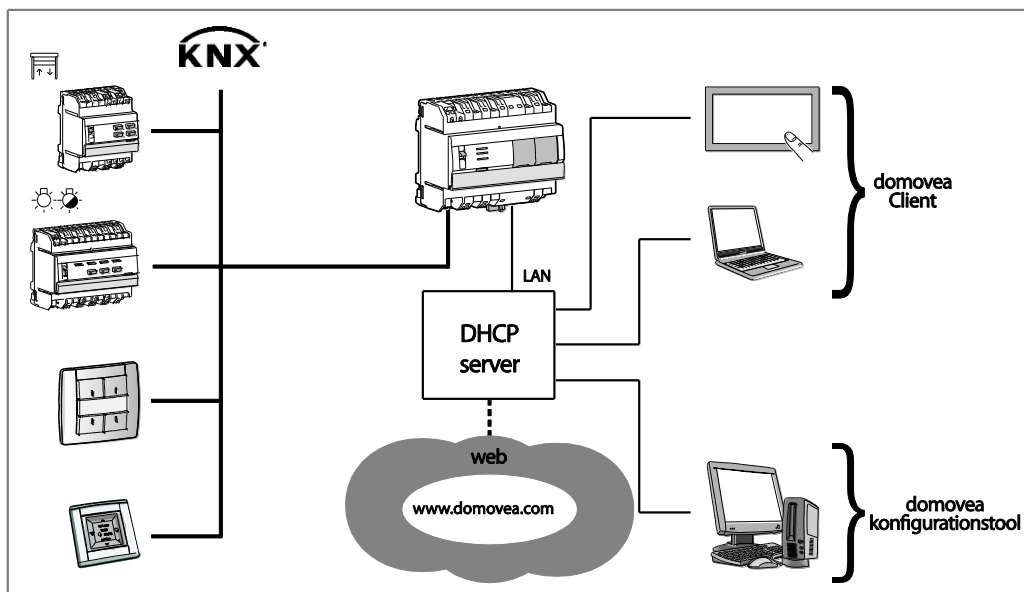 KNX
LAN
DHCP
server
web
www.domovea.com
domovea
Client
domovea
konfigurationstool